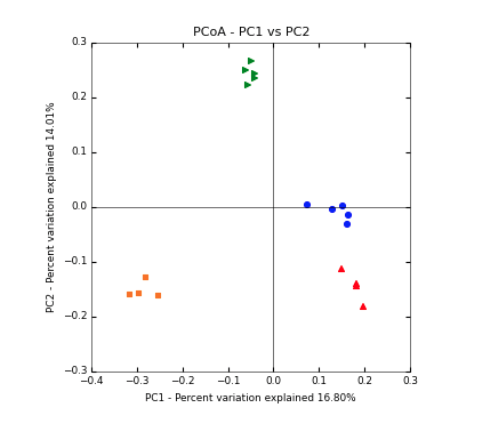 PCoA - PC1 vs PC2
0.3
0.2
0.1
0.0
−0.1
−0.2
−0.3
PC2 - Percent variation explained 14.01%
−0.4 −0.3 −0.2 −0.1 0.0 0.1 0.2 0.3
PC1 - Percent variation explained 16.80%